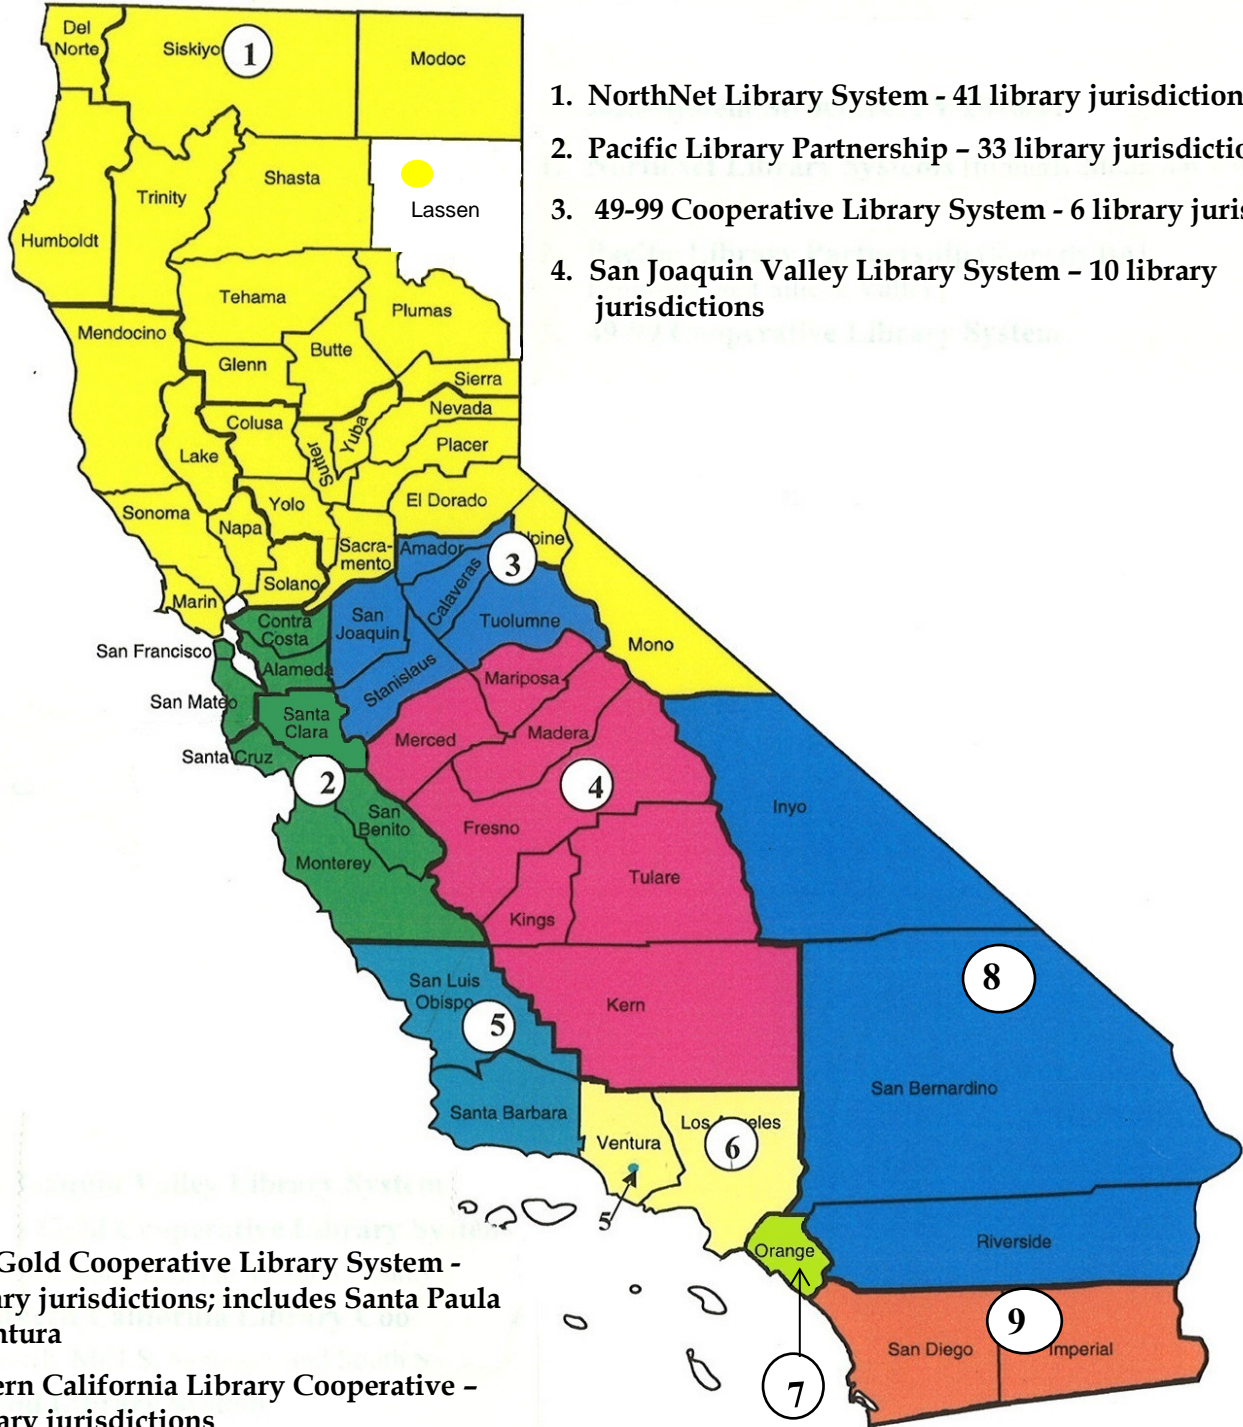 Del
Norte
Siskiyo
1
Modoc
1. NorthNet Library System - 41 library jurisdiction
2. Pacific Library Partnership – 33 library jurisdictio
3. 49-99 Cooperative Library System - 6 library juris
4. San Joaquin Valley Library System – 10 library
jurisdictions
Trinity
Shasta
Lassen
Humboldt
Tehama
Plumas
Mendocino
Glenn
Butte
Sierra
Nevada
Colusa
Sutter
Yuba
Placer
Lake
El Dorado
Sonoma
Napa
Yolo
Sacra-
mento
Amador
3
lpine
Solano
Calaveras
Marin
Contra
Costa
San
Joaquin
Tuolumne
Mono
San Francisco
Alameda
Stanislaus
Mariposa
San Mateo
Santa
Clara
Merced
Madera
Santa Cruz
2
4
Inyo
San
Benito
Fresno
Monterey
Tulare
Kings
San Luis
Obispo
5
Kern
8
San Bernardino
Santa Barbara
Ventura
Los eles
6
5
Orange
Riverside
Gold Cooperative Library System -
ry jurisdictions; includes Santa Paula
ntura
ern California Library Cooperative –
ary jurisdictions
7
San Diego
9
Imperial